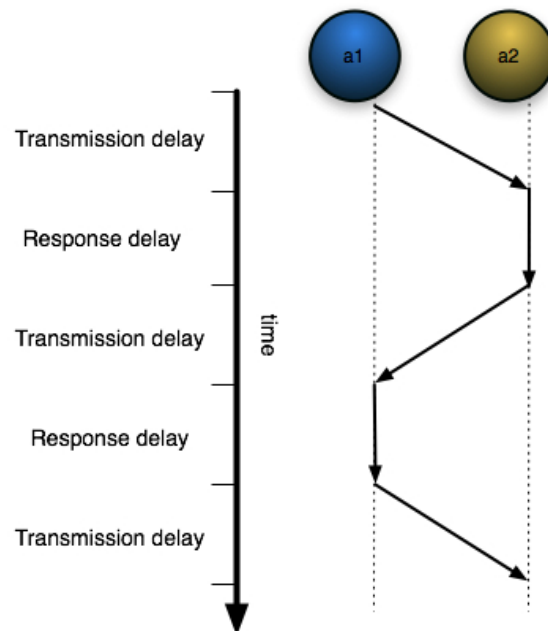 a1
a2
Transmission delay
Response delay
time
Transmission delay
Response delay
Transmission delay